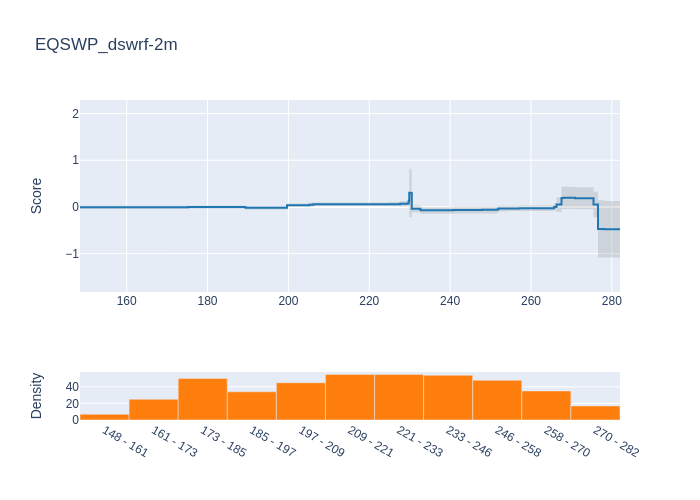 EQSWP_dswrf-2m
Score
2
1
0
−1
160
180
200
220
240
260
280
Density
40
20
0
148 - 161
161 - 173
173 - 185
185 - 197
197 - 209
209 - 221
221 - 233
233 - 246
246 - 258
258 - 270
270 - 282